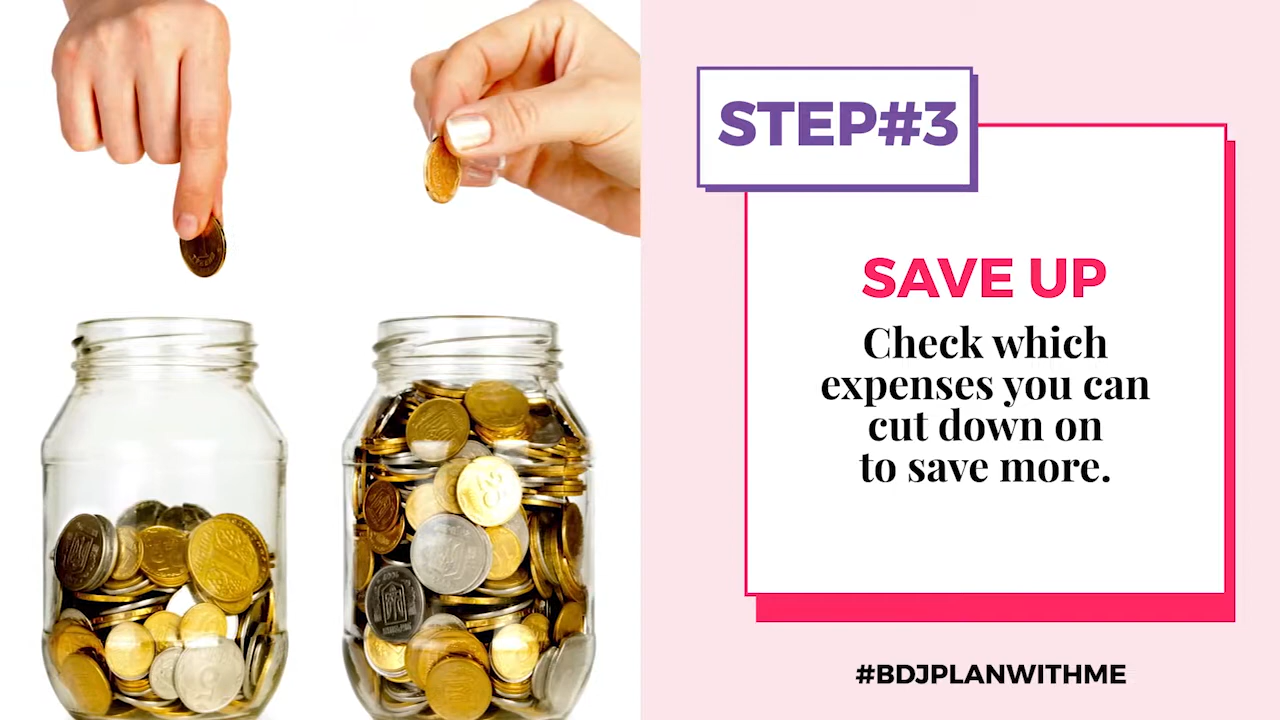 STEP#3
SAVE UP
Check which
expenses you can
cut down on
to save more.
#BDJPLANWITHME